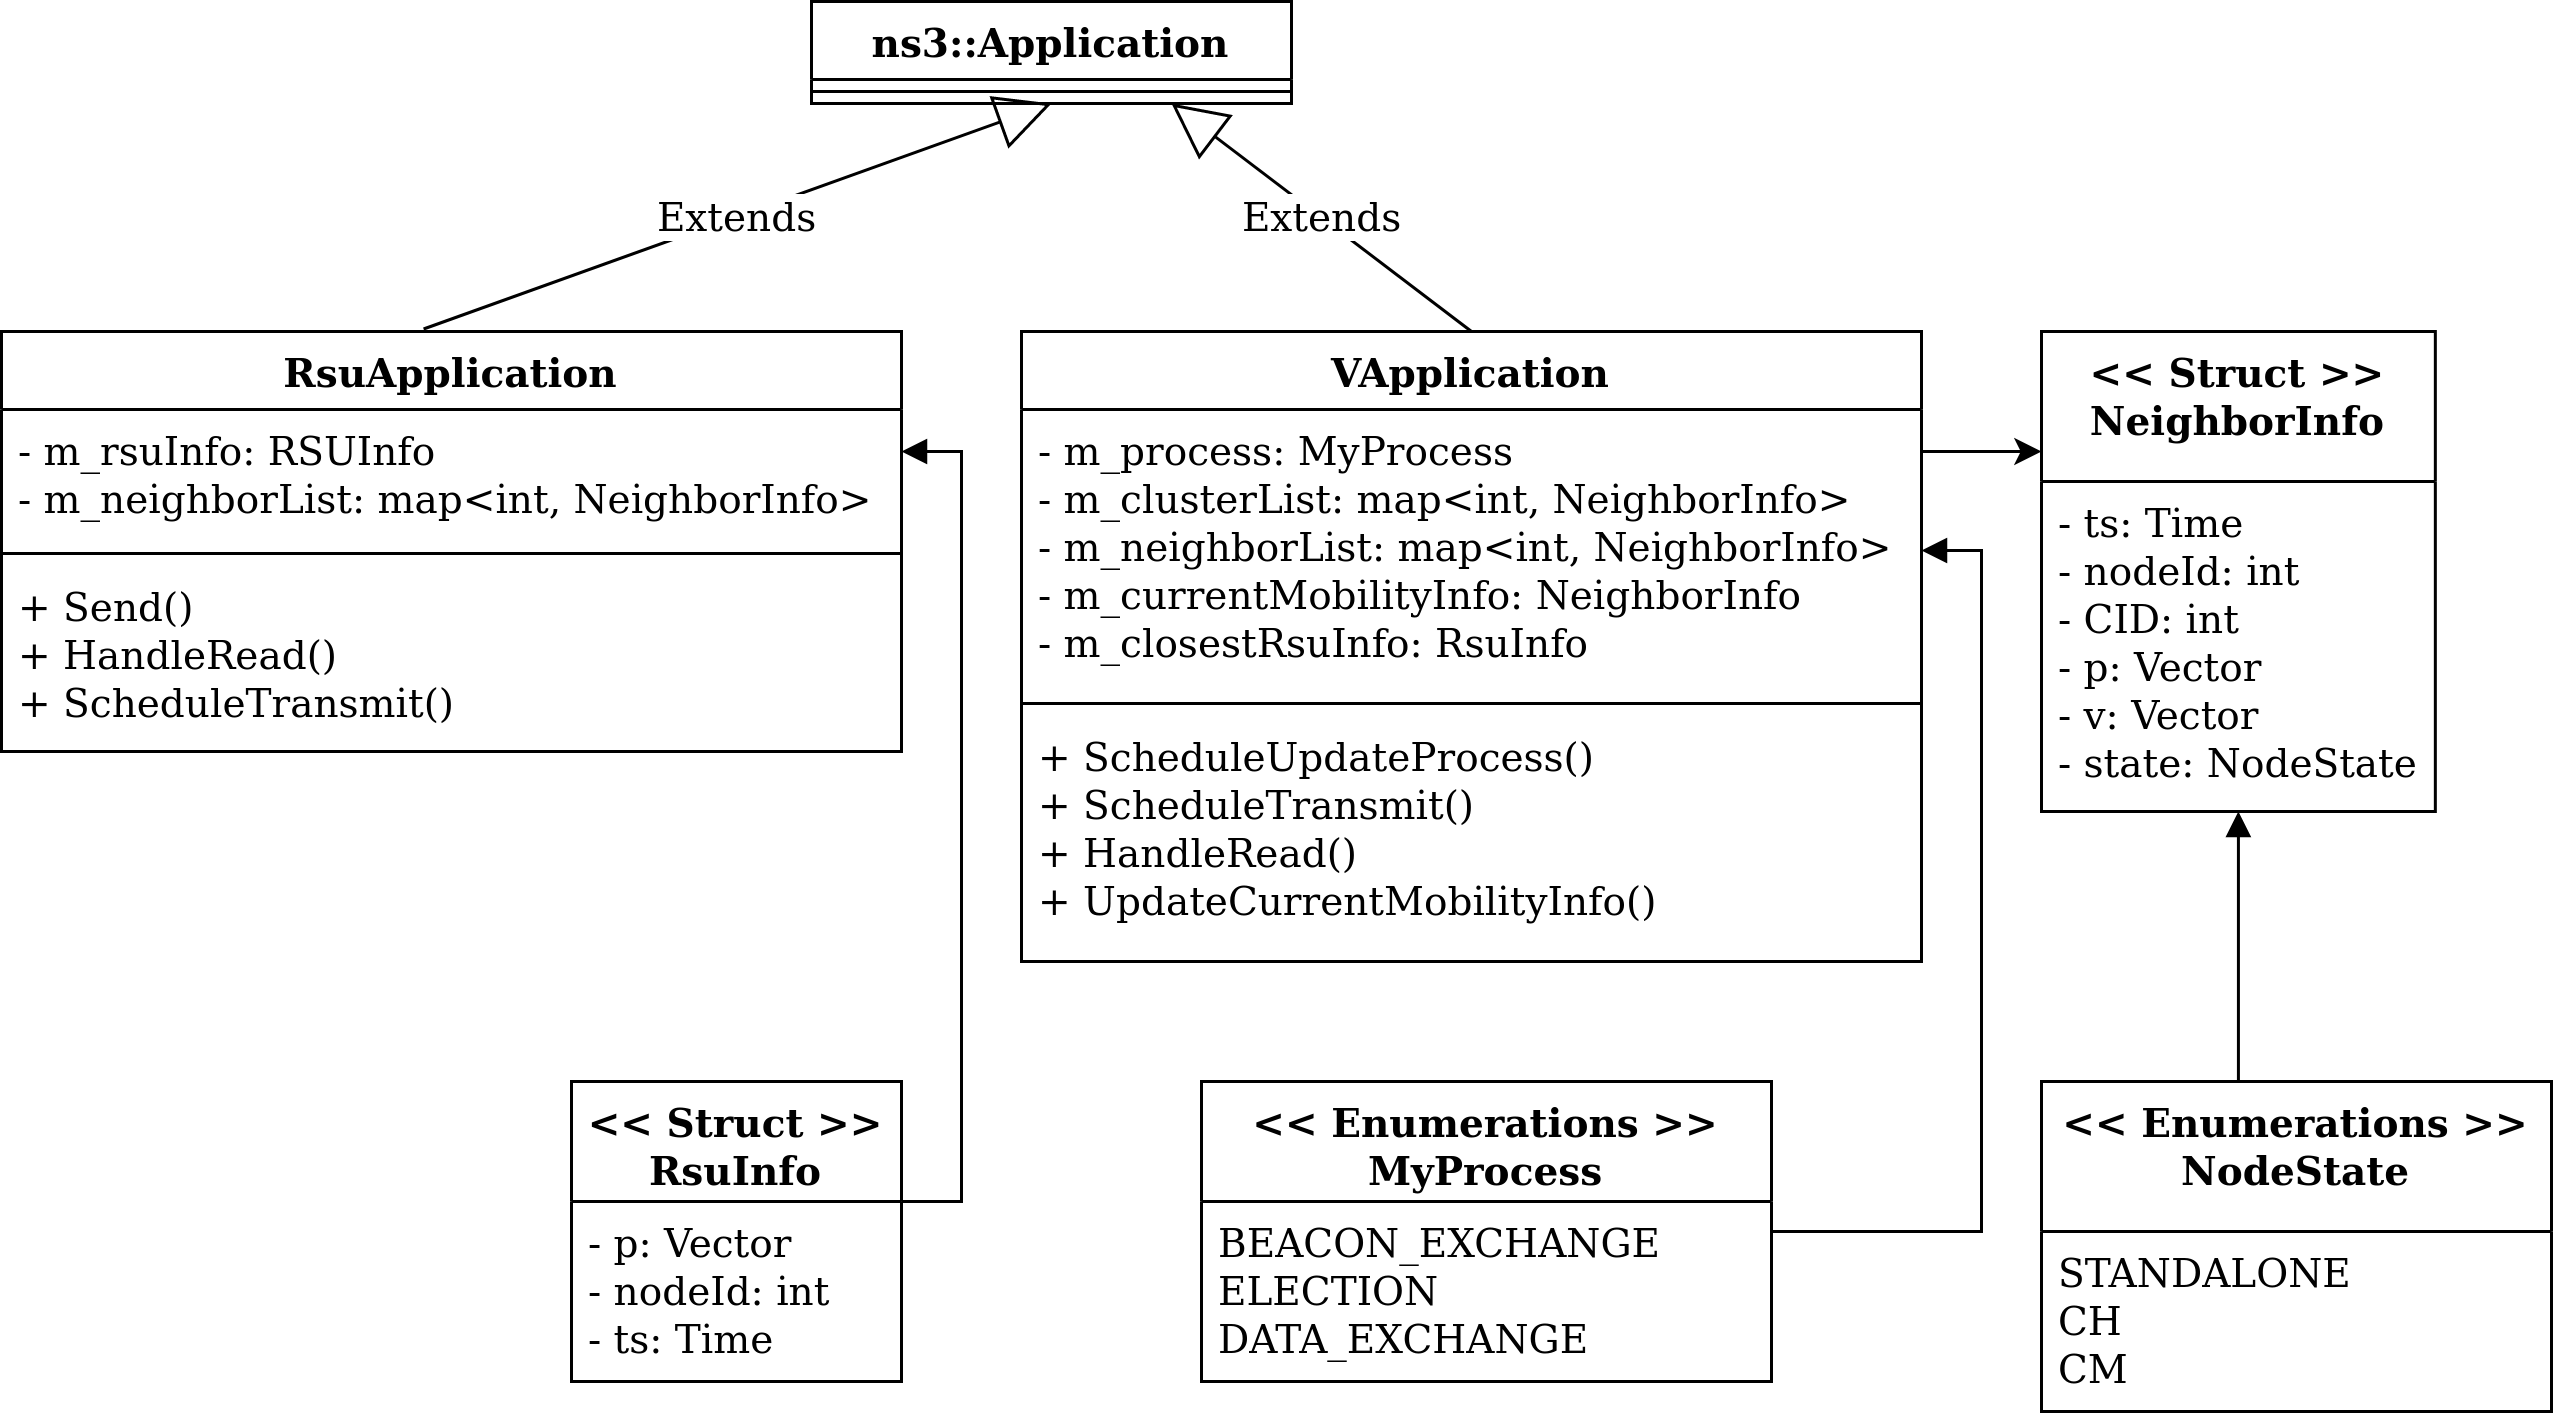 ns3::Application
Extends
Extends
RsuApplication
- m_rsuInfo: RSUInfo
- m_neighborList: map<int, NeighborInfo>
+ Send()
+ HandleRead()
+ ScheduleTransmit()
VApplication
- m_process: MyProcess
- m_clusterList: map<int, NeighborInfo>
- m_neighborList: map<int, NeighborInfo>
- m_currentMobilityInfo: NeighborInfo
- m_closestRsuInfo: RsuInfo
+ ScheduleUpdateProcess()
+ ScheduleTransmit()
+ HandleRead()
+ UpdateCurrentMobilityInfo()
<< Struct >>
NeighborInfo
- ts: Time
- nodeId: int
- CID: int
- p: Vector
- v: Vector
- state: NodeState
<< Struct >>
RsuInfo
- p: Vector
- nodeId: int
- ts: Time
<< Enumerations >>
MyProcess
BEACON_EXCHANGE
ELECTION
DATA_EXCHANGE
<< Enumerations >>
NodeState
STANDALONE
CH
CM